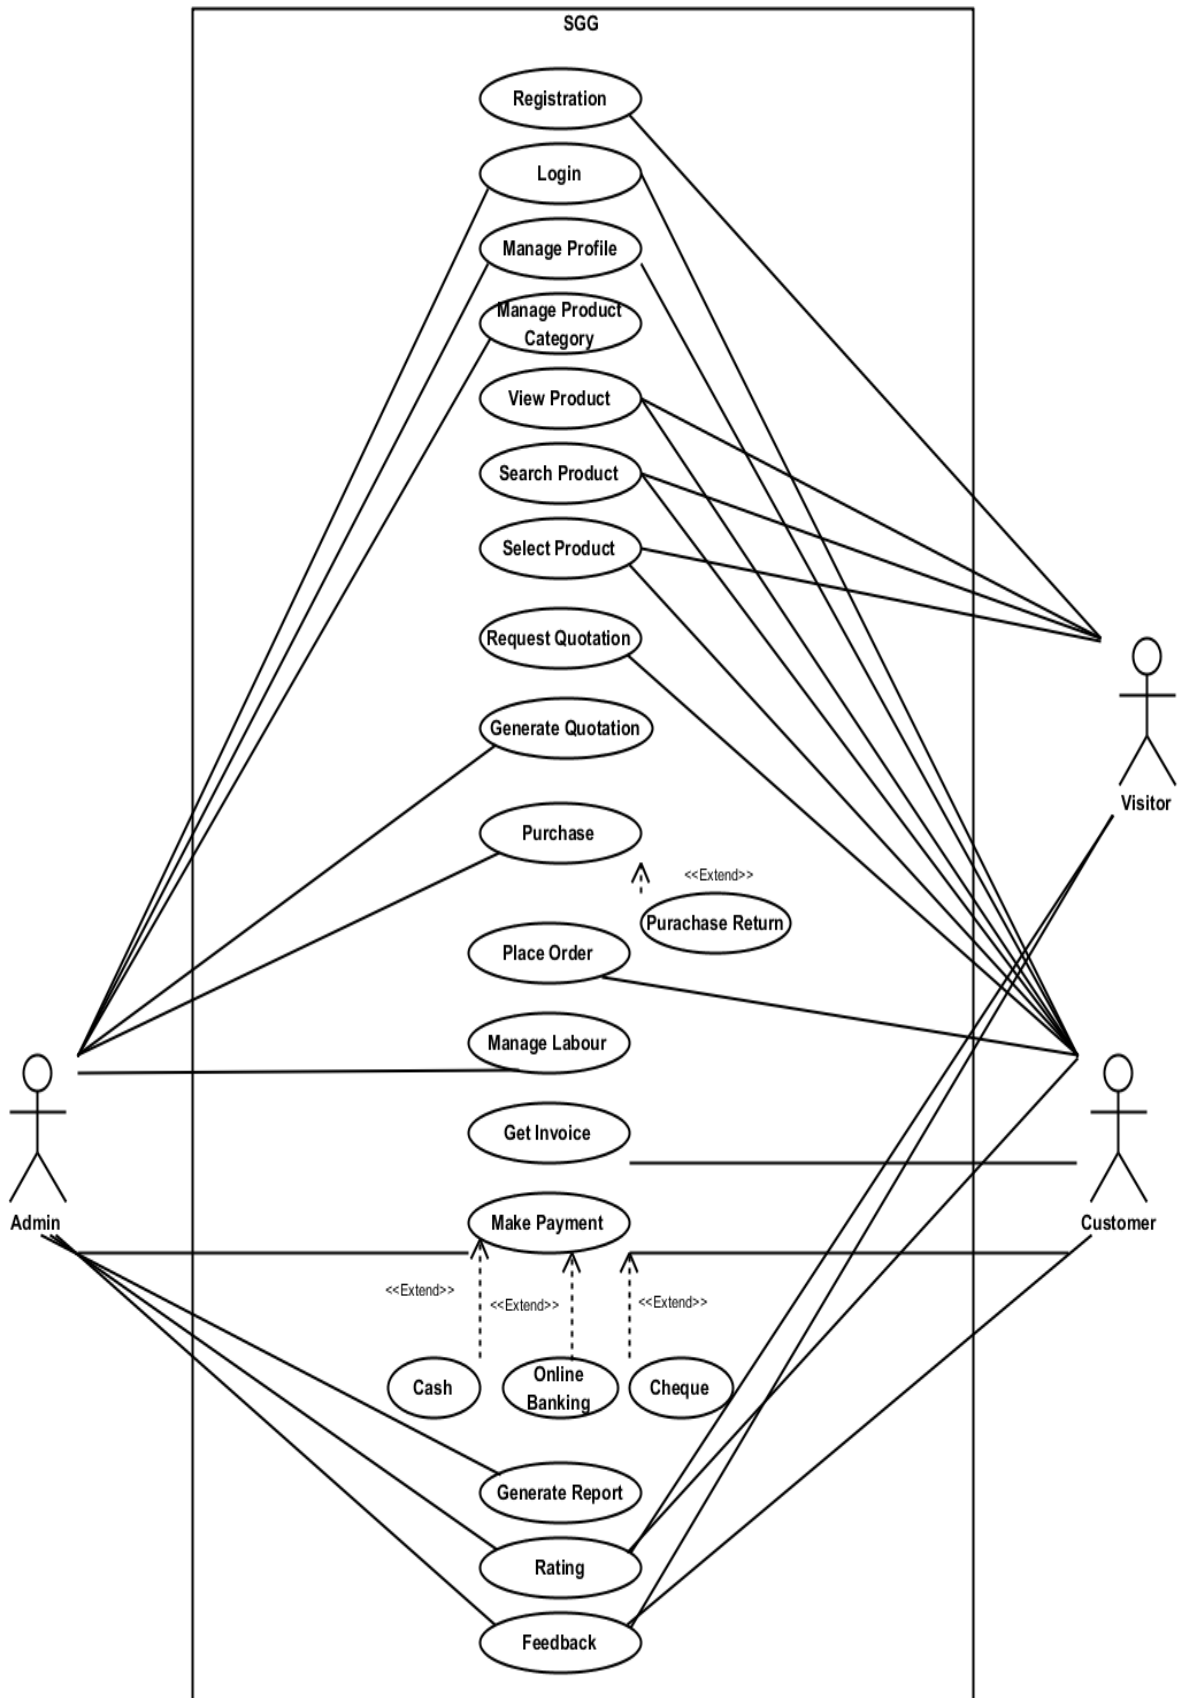 SGG
Registration
Login
Manage Profile
Manage Product
Category
View Product
Search Product
Select Product
Request Quotation
Generate Quotation
Visitor
Purchase
<<Extend>>
Purachase Return
Place Order
Manage Labour
Get Invoice
Admin
Make Payment
Customer
<<Extend>>
<<Extend>>
<<Extend>>
Cash
Online
Banking
Cheque
Generate Report
Rating
Feedback